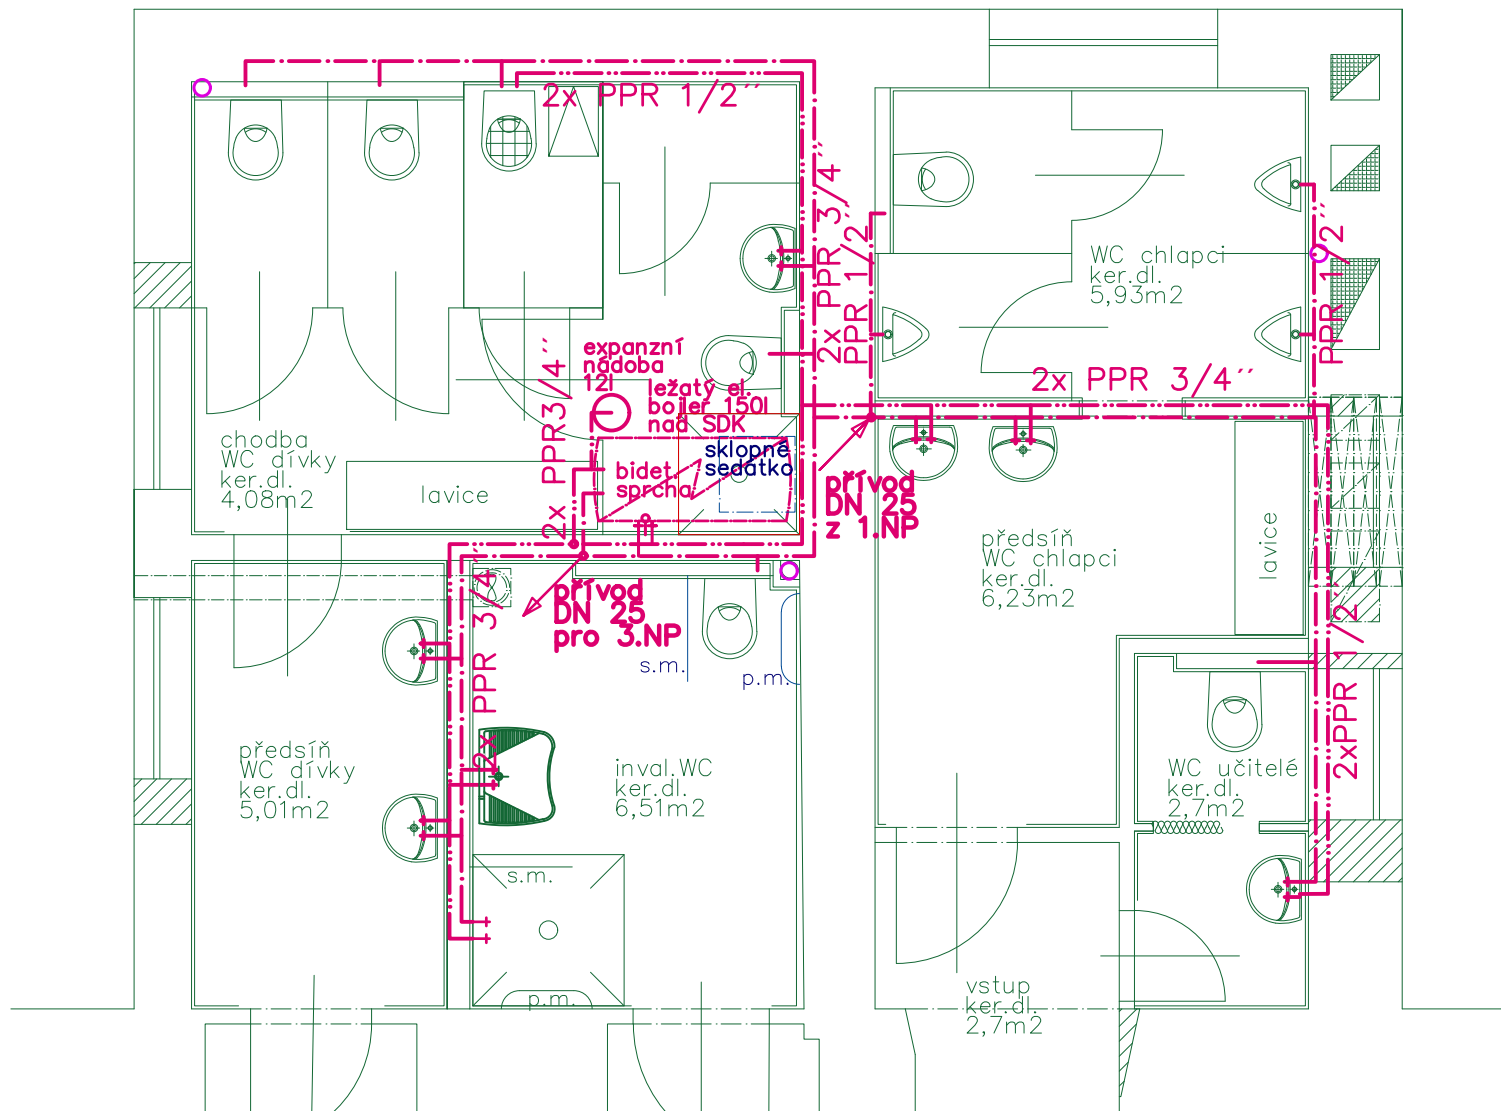 2x PPR 1/2´´
2x PPR 3/4´´
PPR 1/2´´
PPR 1/2´´
WC chlapci
ker.dl.
5,93m2
2x PPR 3/4´´
expanzní
nádoba
12l
ležatý el.
bojler 150l
nad SDK
2x PPR3/4´´
sklopné
sedátko
bidet.
sprcha
chodba
WC dívky
ker.dl.
4,08m2
lavice
přívod
DN 25
z 1.NP
předsíň
WC chlapci
ker.dl.
6,23m2
lavice
přívod
DN 25
pro 3.NP
2x PPR 3/4´´
s.m.
p.m.
předsíň
WC dívky
ker.dl.
5,01m2
inval.WC
ker.dl.
6,51m2
WC učitelé
ker.dl.
2,7m2
2xPPR 1/2´´
s.m.
p.m.
vstup
ker.dl.
2,7m2